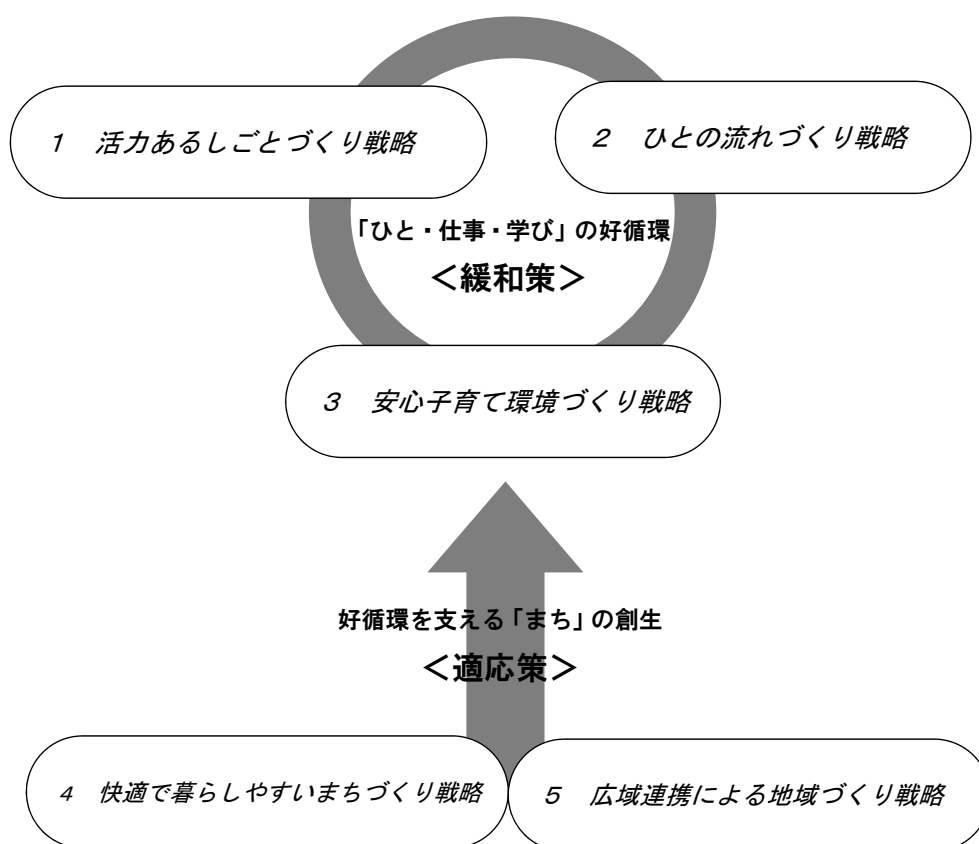 1 活力あるしごとづくり戦略
2 ひとの流れづくり戦略
「ひと・仕事・学び」の好循環
＜緩和策＞
3 安心子育て環境づくり戦略
好循環を支える「まち」の創生
＜適応策＞
4 快適で暮らしやすいまちづくり戦略
5 広域連携による地域づくり戦略